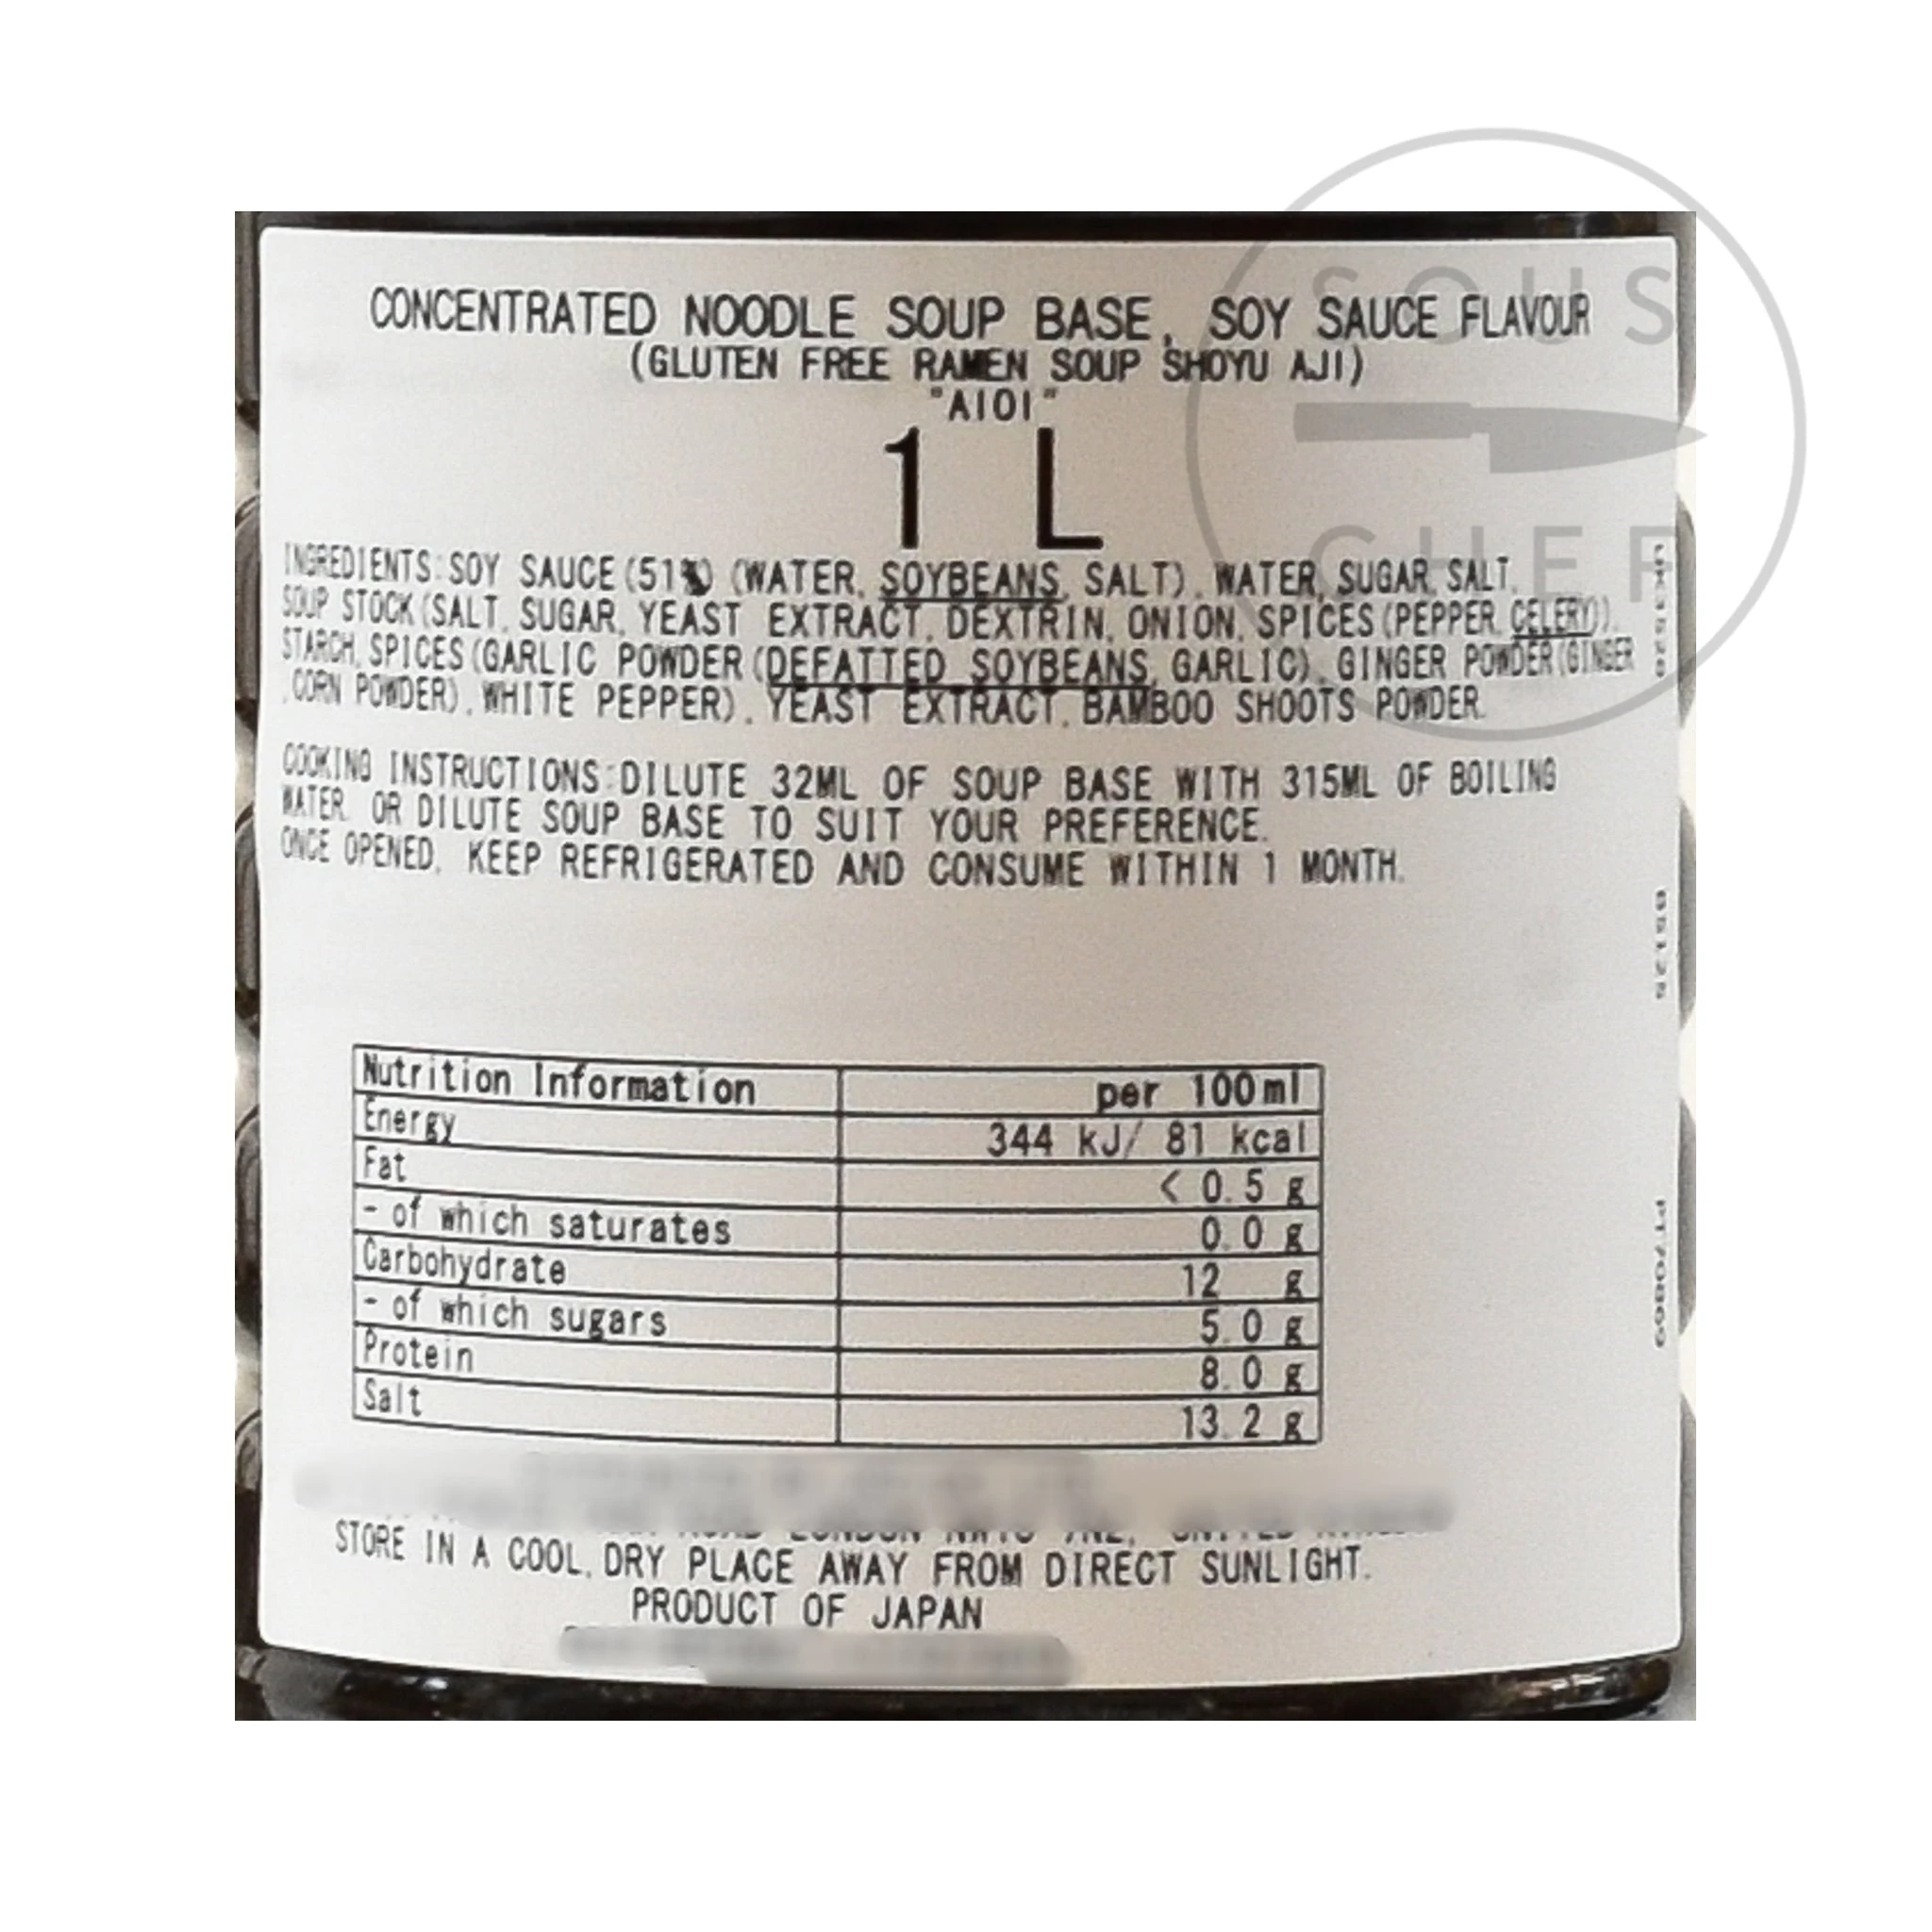 CONCENTRATED NOODLE SOUP BASE, SOY SAUCE FLAVOUR
(GLUTEN FREE RAMEN SOUP SHOYU AJI)
"AIOI"
1 L
INGREDIENTS:SOY SAUCE(51%)(WATER, SOYBEANS, SALT), WATER, SUGAR, SALT,
SOUP STOCK(SALT, SUGAR, YEAST EXTRACT, DEXTRIN, ONION, SPICES(PEPPER, CELERY)),
STARCH, SPICES(GARLIC POWDER(DEFATTED SOYBEANS, GARLIC), GINGER POWDER(GINGER
, CORN POWDER), WHITE PEPPER), YEAST EXTRACT, BAMBOO SHOOTS POWDER.
COOKING INSTRUCTIONS:DILUTE 32ML OF SOUP BASE WITH 315ML OF BOILING
WATER. OR DILUTE SOUP BASE TO SUIT YOUR PREFERENCE.
ONCE OPENED, KEEP REFRIGERATED AND CONSUME WITHIN 1 MONTH.
Nutrition Information per 100ml
Energy 344 kJ/ 81 kcal
Fat < 0.5 g
- of which saturates 0.0 g
Carbohydrate 12 g
- of which sugars 5.0 g
Protein 8.0 g
Salt 13.2 g
STORE IN A COOL, DRY PLACE AWAY FROM DIRECT SUNLIGHT.
PRODUCT OF JAPAN
SOUS
CHEF